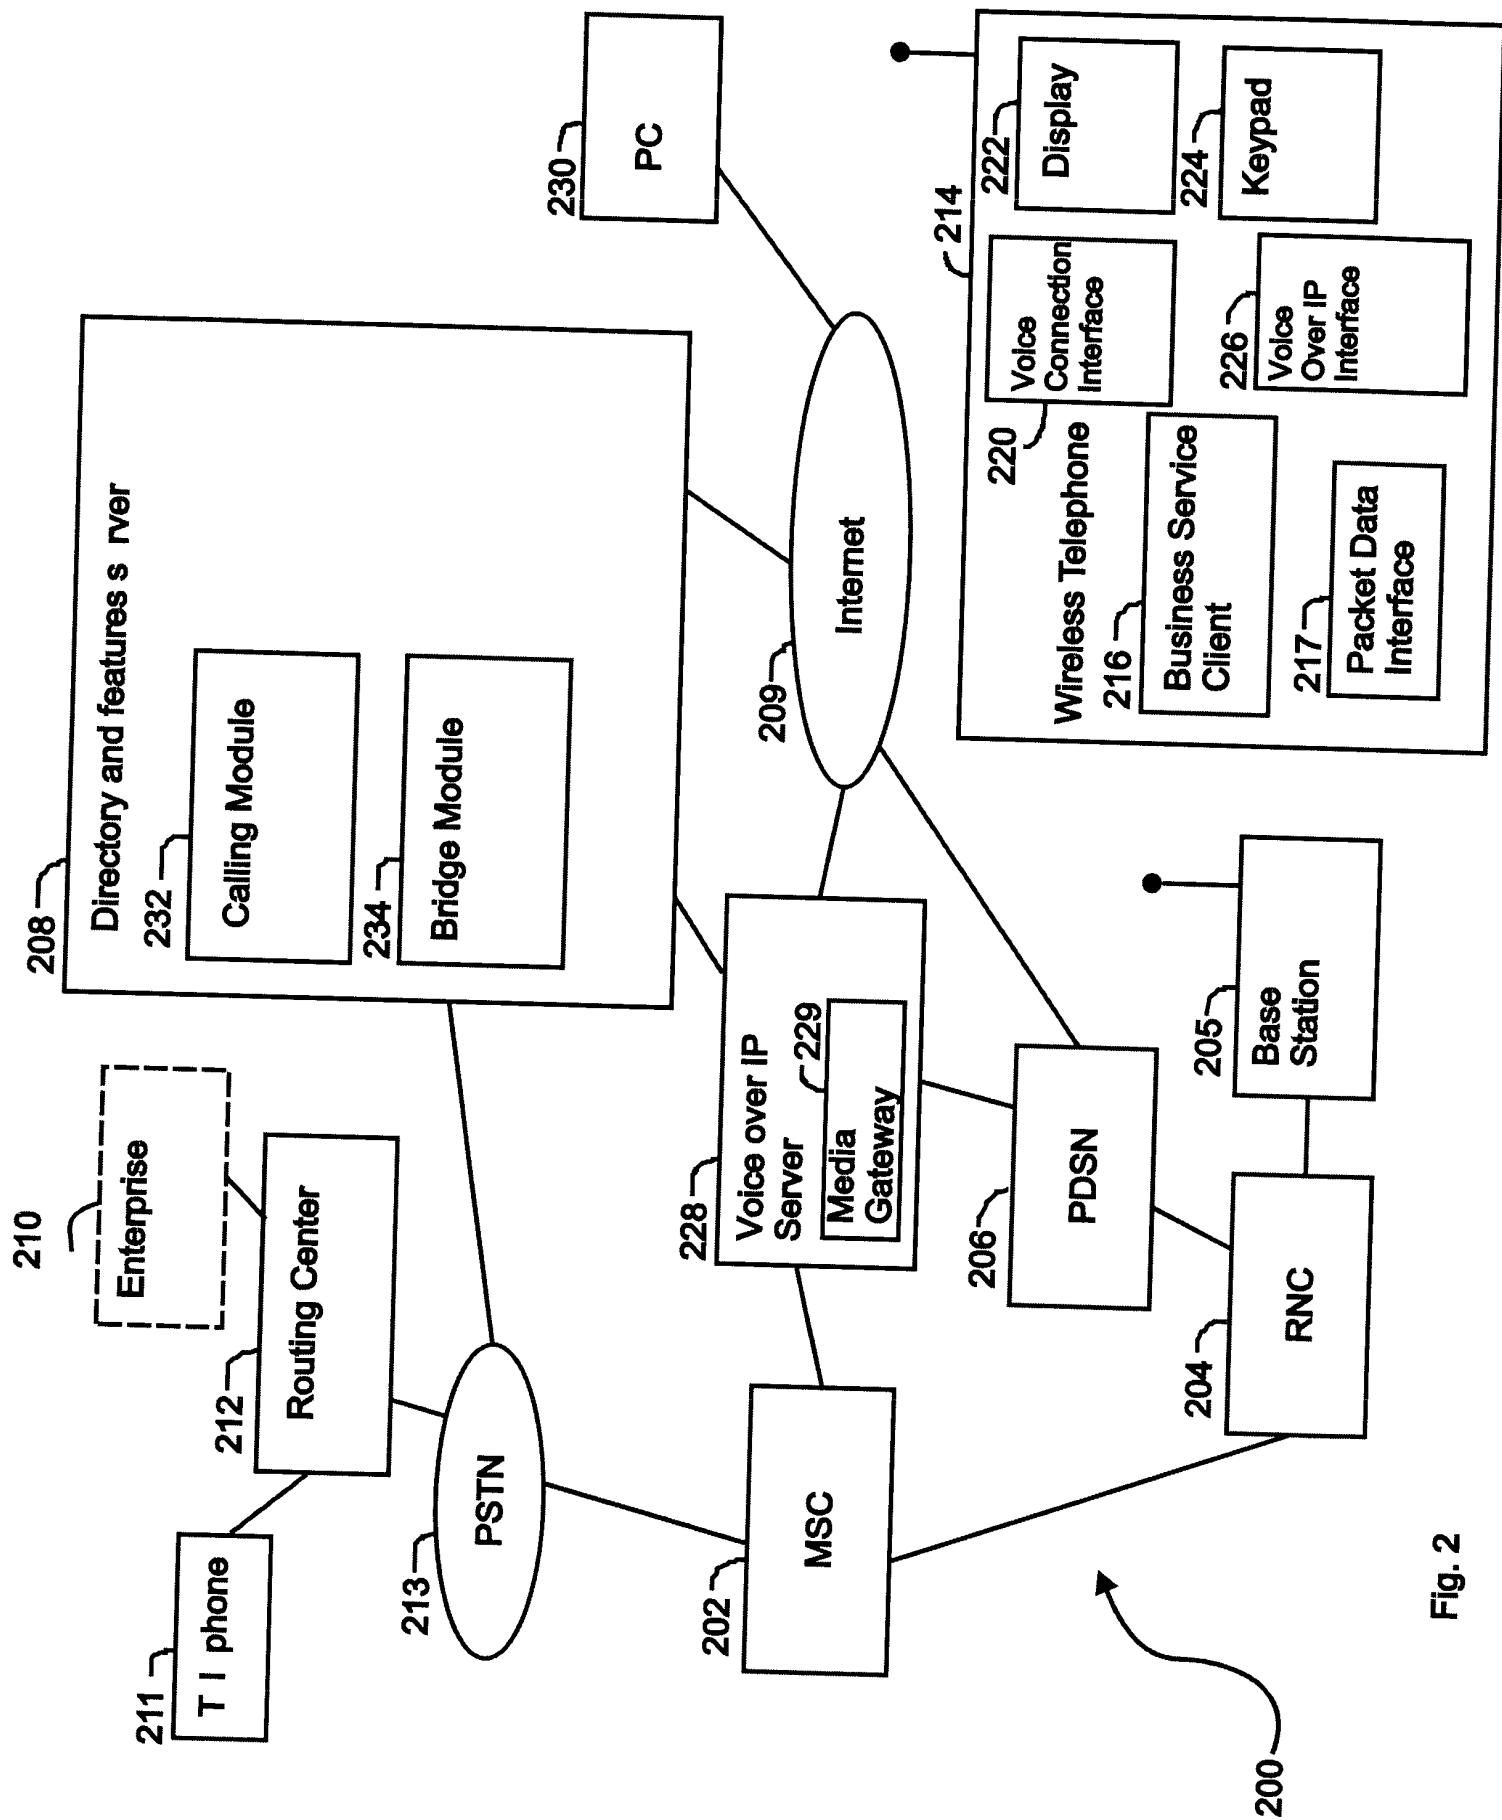 208
Directory and features s rver
232
Calling Module
234
Bridge Module
230
PC
210
Enterprise
212
Routing Center
211
T l phone
213
PSTN
209
Internet
228
Voice over IP
Server
229
Media
Gateway
202
MSC
206
PDSN
204
RNC
205
Base
Station
214
Wireless Telephone
220
Voice
Connection
Interface
222
Display
224
Keypad
216
Business Service
Client
226
Voice
Over IP
Interface
217
Packet Data
Interface
200
Fig. 2